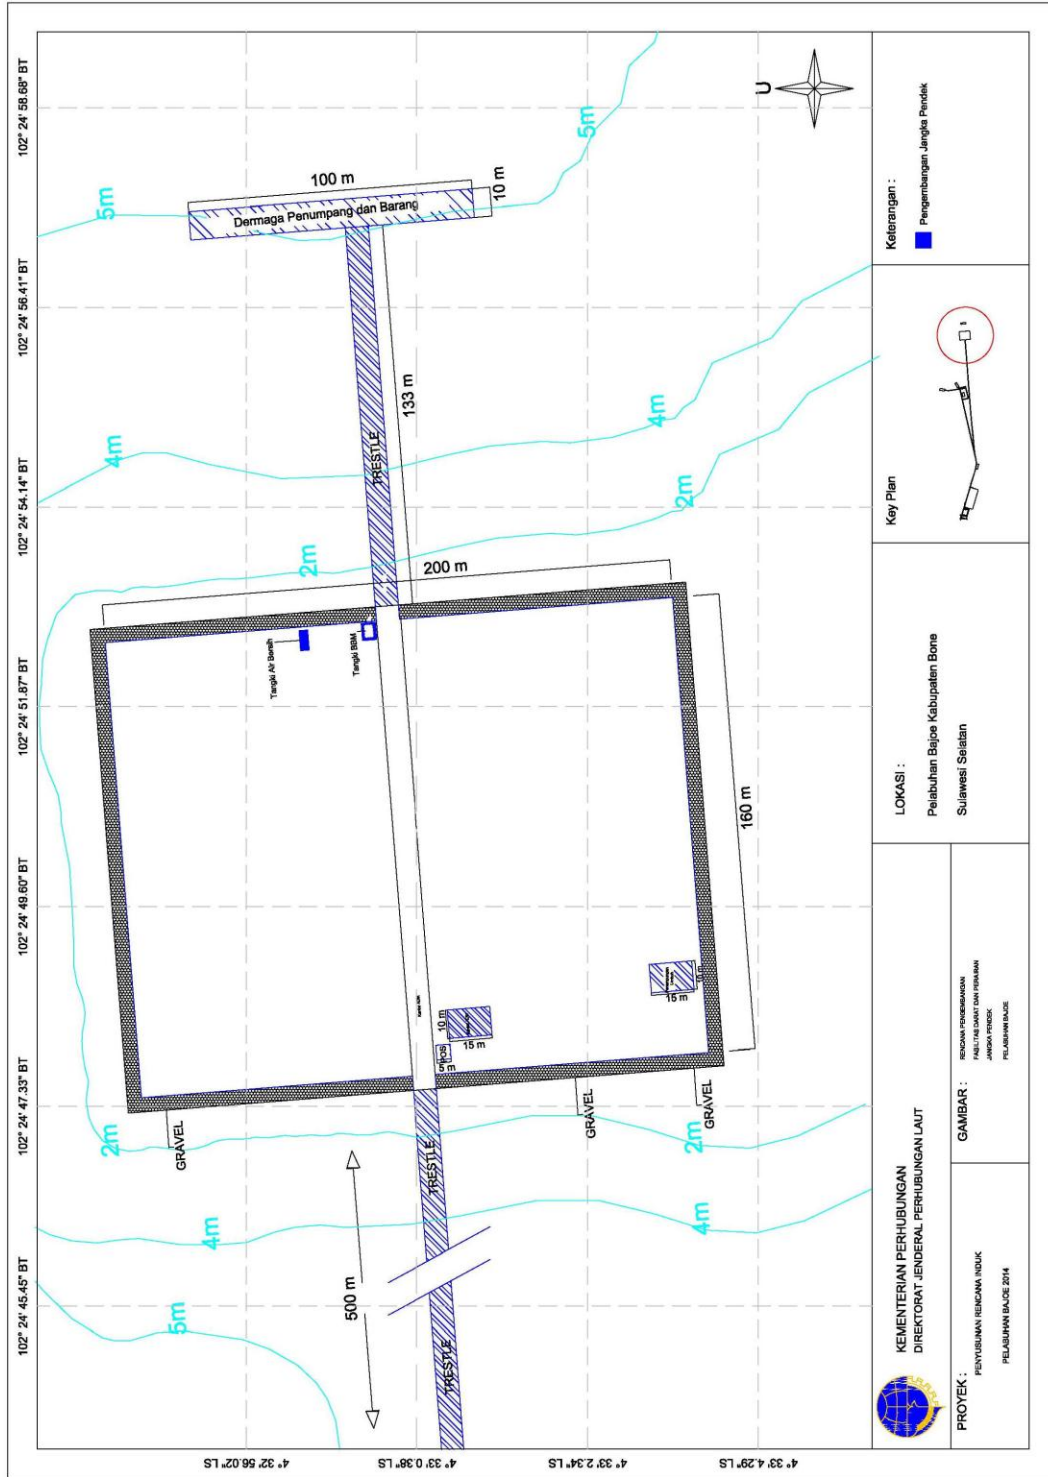 102° 24' 45.45" BT
102° 24' 47.33" BT
102° 24' 49.60" BT
102° 24' 51.87" BT
102° 24' 54.14" BT
102° 24' 56.41" BT
102° 24' 58.68" BT
4° 32' 56.02" LS
4° 33' 0.38" LS
4° 33' 2.34" LS
4° 33' 4.29" LS
5m
4m
2m
2m
4m
5m
U
500 m
TRESTLE
TRESTLE
GRAVEL
GRAVEL
GRAVEL
4m
2m
POS
5 m
10 m
15 m
15 m
10 m
160 m
200 m
Tangki Air Bersih
Tangki BBM
TRESTLE
133 m
2m
4m
5m
Dermaga Penumpang dan Barang
100 m
10 m
KEMENTERIAN PERHUBUNGAN
DIREKTORAT JENDERAL PERHUBUNGAN LAUT
PROYEK :
PENYUSUNAN RENCANA INDUK
PELABUHAN BAJOE 2014
GAMBAR :
RENCANA PENGEMBANGAN
FASILITAS DARAT DAN PERAIRAN
JANGKA PENDEK
PELABUHAN BAJOE
LOKASI :
Pelabuhan Bajoe Kabupaten Bone
Sulawesi Selatan
Key Plan
Keterangan :
Pengembangan Jangka Pendek